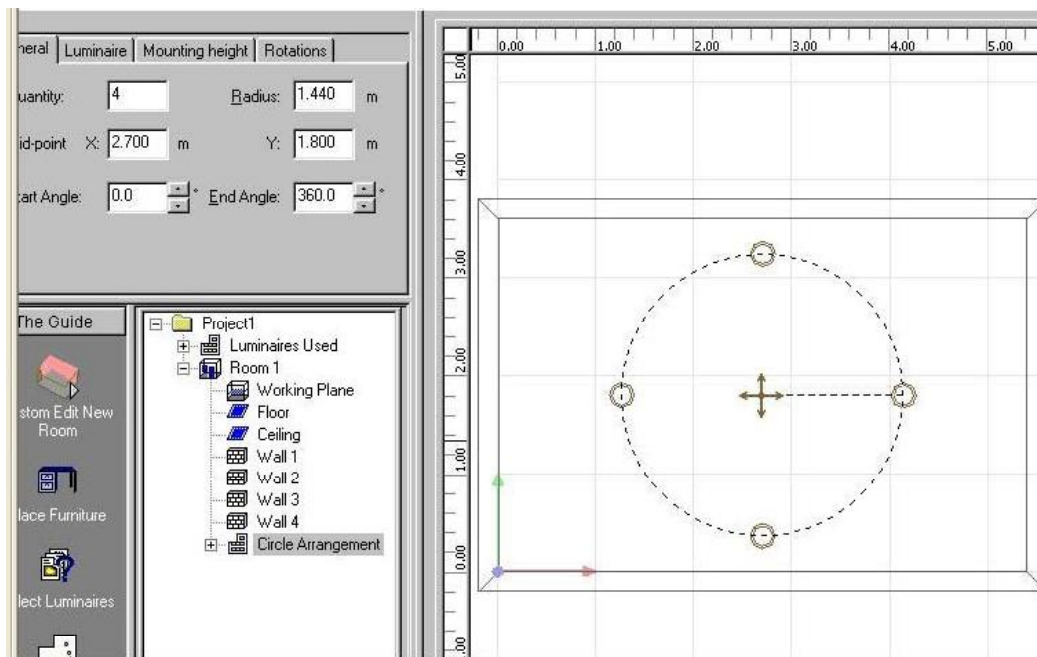 neral Luminaire Mounting height Rotations
uantity: 4 Radius: 1.440 m
id-point X: 2.700 m Y: 1.800 m
tart Angle: 0.0 ° End Angle: 360.0 °
The Guide
stom Edit New
Room
lace Furniture
lect Luminaires
Project1
Luminaires Used
Room 1
Working Plane
Floor
Ceiling
Wall 1
Wall 2
Wall 3
Wall 4
Circle Arrangement
0.00 1.00 2.00 3.00 4.00 5.00
5.00
4.00
3.00
2.00
1.00
0.00
.00